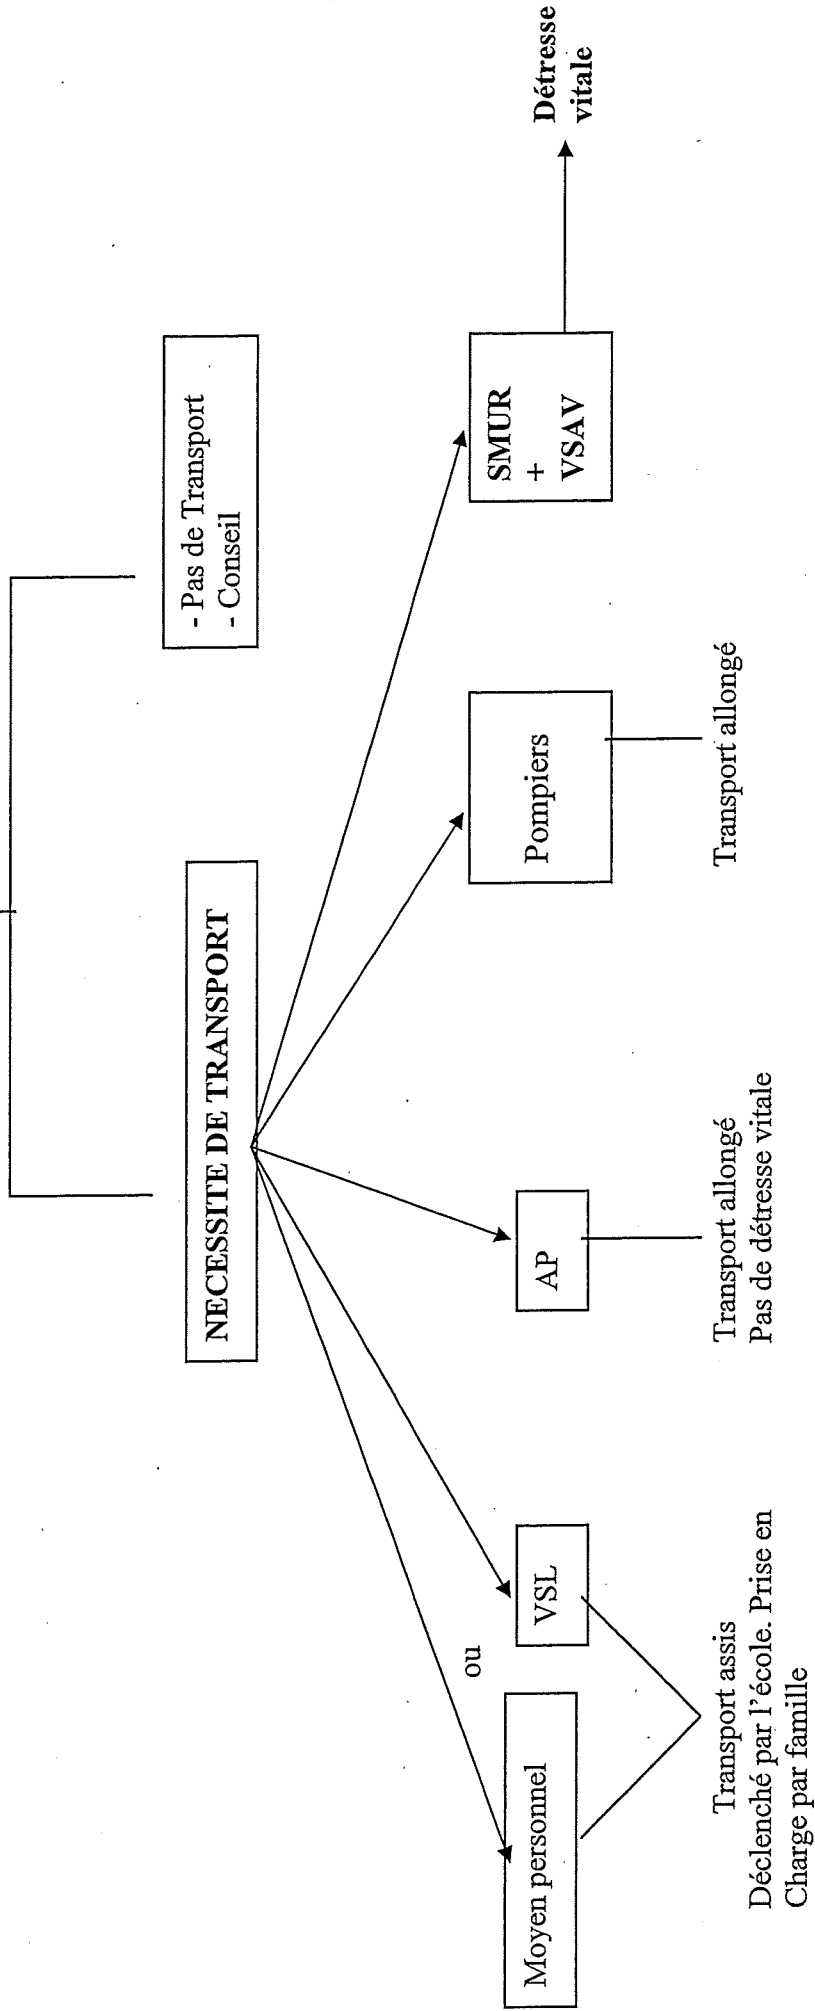 - Pas de Transport
- Conseil
NECESSITE DE TRANSPORT
ou
Moyen personnel
VSL
AP
Pompiers
SMUR
+
VSAV
Détresse
vitale
Transport assis
Déclenché par l'école. Prise en
Charge par famille
Transport allongé
Pas de détresse vitale
Transport allongé